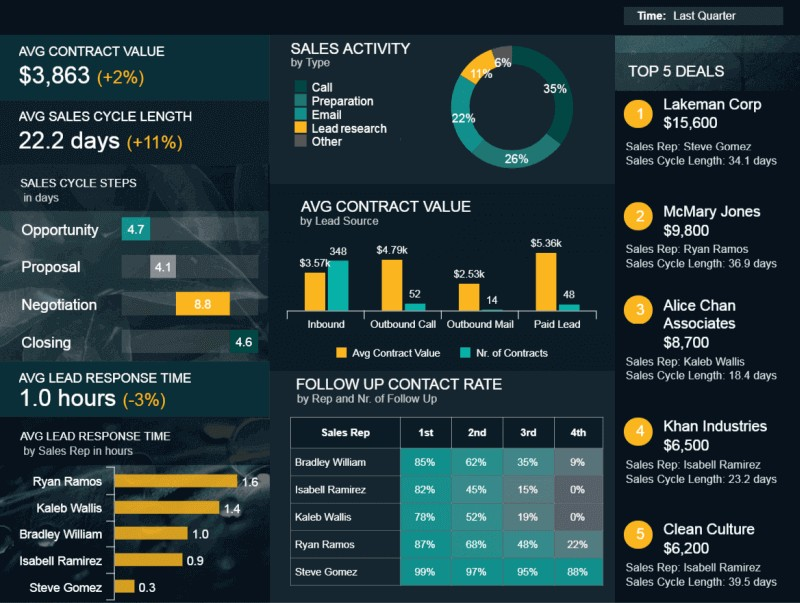 Time: Last Quarter
AVG CONTRACT VALUE
$3,863 (+2%)
AVG SALES CYCLE LENGTH
22.2 days (+11%)
SALES CYCLE STEPS
in days
Opportunity 4.7
Proposal 4.1
Negotiation 8.8
Closing 4.6
AVG LEAD RESPONSE TIME
1.0 hours (-3%)
AVG LEAD RESPONSE TIME
by Sales Rep in hours
Ryan Ramos 1.6
Kaleb Wallis 1.4
Bradley William 1.0
Isabell Ramirez 0.9
Steve Gomez 0.3
SALES ACTIVITY
by Type
Call
Preparation
Email
Lead research
Other
6%
11%
35%
22%
26%
AVG CONTRACT VALUE
by Lead Source
$3.57k 348 $4.79k 52 $2.53k 14 $5.36k 48
Inbound Outbound Call Outbound Mail Paid Lead
Avg Contract Value Nr. of Contracts
FOLLOW UP CONTACT RATE
by Rep and Nr. of Follow Up
Sales Rep 1st 2nd 3rd 4th
Bradley William 85% 62% 35% 9%
Isabell Ramirez 82% 45% 15% 0%
Kaleb Wallis 78% 52% 19% 0%
Ryan Ramos 87% 68% 48% 22%
Steve Gomez 99% 97% 95% 88%
TOP 5 DEALS
1 Lakeman Corp
$15,600
Sales Rep: Steve Gomez
Sales Cycle Length: 34.1 days
2 McMary Jones
$9,800
Sales Rep: Ryan Ramos
Sales Cycle Length: 36.9 days
3 Alice Chan
Associates
$8,700
Sales Rep: Kaleb Wallis
Sales Cycle Length: 18.4 days
4 Khan Industries
$6,500
Sales Rep: Isabell Ramirez
Sales Cycle Length: 23.2 days
5 Clean Culture
$6,200
Sales Rep: Isabell Ramirez
Sales Cycle Length: 39.5 days